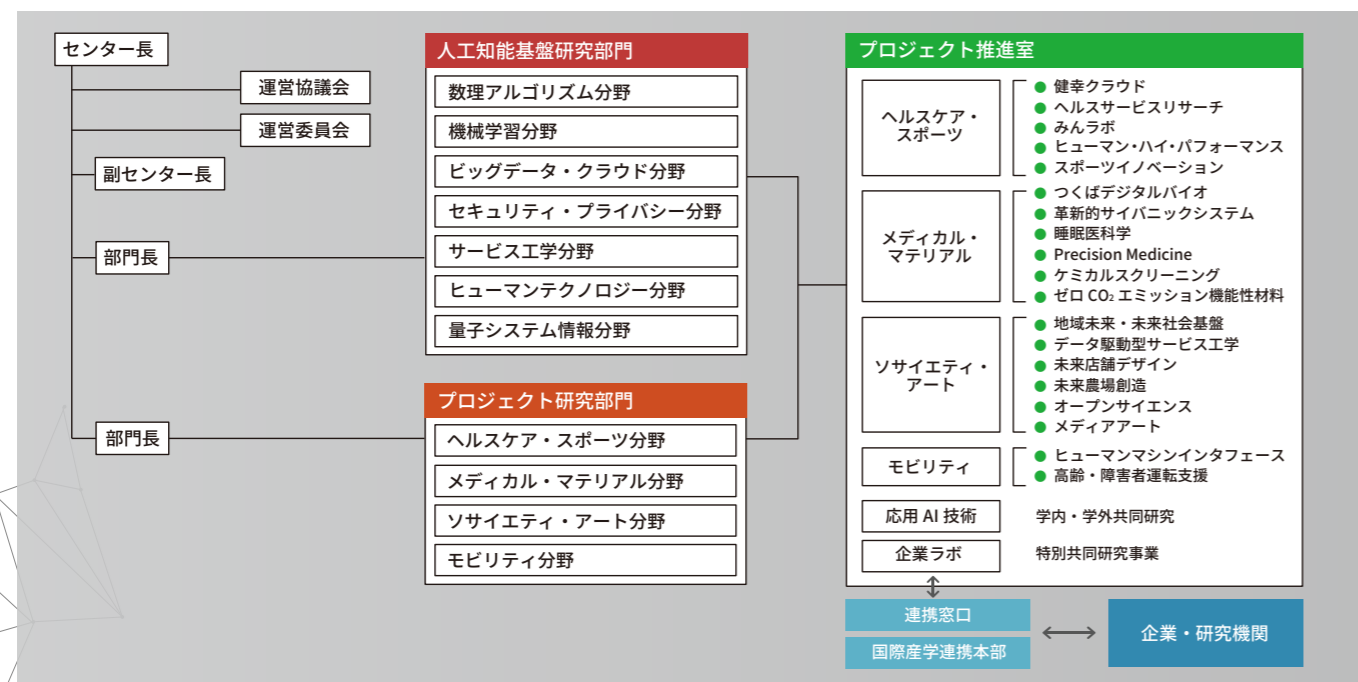 センター長
運営協議会
運営委員会
副センター長
部門長
部門長
人工知能基盤研究部門
数理アルゴリズム分野
機械学習分野
ビッグデータ・クラウド分野
セキュリティ・プライバシー分野
サービス工学分野
ヒューマンテクノロジー分野
量子システム情報分野
プロジェクト研究部門
ヘルスケア・スポーツ分野
メディカル・マテリアル分野
ソサイエティ・アート分野
モビリティ分野
プロジェクト推進室
ヘルスケア・
スポーツ
● 健幸クラウド
● ヘルスサービスリサーチ
● みんラボ
● ヒューマン・ハイ・パフォーマンス
● スポーツイノベーション
メディカル・
マテリアル
● つくばデジタルバイオ
● 革新的サイバニックシステム
● 睡眠医科学
● Precision Medicine
● ケミカルスクリーニング
● ゼロ CO₂ エミッション機能性材料
ソサイエティ・
アート
● 地域未来・未来社会基盤
● データ駆動型サービス工学
● 未来店舗デザイン
● 未来農場創造
● オープンサイエンス
● メディアアート
モビリティ
● ヒューマンマシンインタフェース
● 高齢・障害者運転支援
応用 AI 技術
学内・学外共同研究
企業ラボ
特別共同研究事業
連携窓口
国際産学連携本部
企業・研究機関